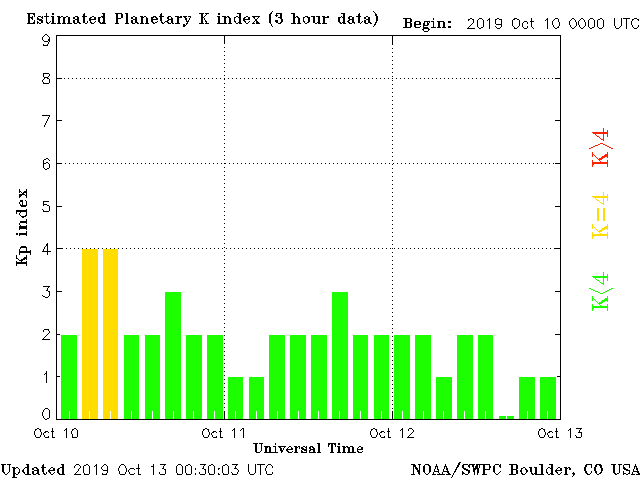 Estimated Planetary K index (3 hour data) Begin: 2019 Oct 10 0000 UTC
9
8
7
6
5
4
3
2
1
0
Kp index
K>4
K=4
K<4
Oct 10 Oct 11 Oct 12 Oct 13
Universal Time
Updated 2019 Oct 13 00:30:03 UTC NOAA/SWPC Boulder, CO USA